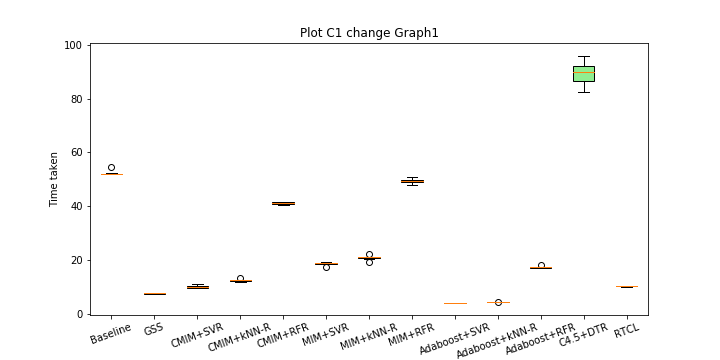 Plot C1 change Graph1
Time taken
100
80
60
40
20
0
Baseline
GSS
CMIM+SVR
CMIM+kNN-R
CMIM+RFR
MIM+SVR
MIM+kNN-R
MIM+RFR
Adaboost+SVR
Adaboost+kNN-R
Adaboost+RFR
C4.5+DTR
RTCL